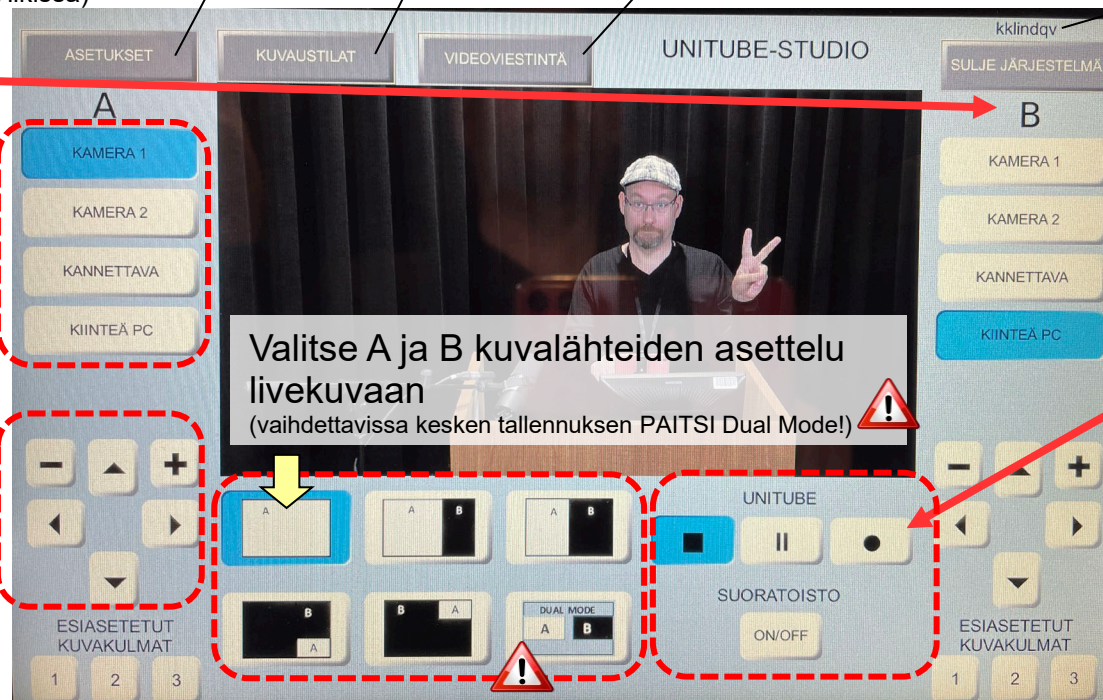 kklindqv
ASETUKSET
KUVAUSTILAT
VIDEOVIESTINTÄ
UNITUBE-STUDIO
SULJE JÄRJESTELMÄ
A
B
KAMERA 1
KAMERA 2
KANNETTAVA
KIINTEÄ PC
KAMERA 1
KAMERA 2
KANNETTAVA
KIINTEÄ PC
Valitse A ja B kuvalähteiden asettelu
livekuvaan
(vaihdettavissa kesken tallennuksen PAITSI Dual Mode!)
!
- +
A
A B
A B
UNITUBE
SUORATOISTO
ON/OFF
B
A
B A
DUAL MODE
A B
!
ESIASETETUT
KUVAKULMAT
1 2 3
- +
ESIASETETUT
KUVAKULMAT
1 2 3